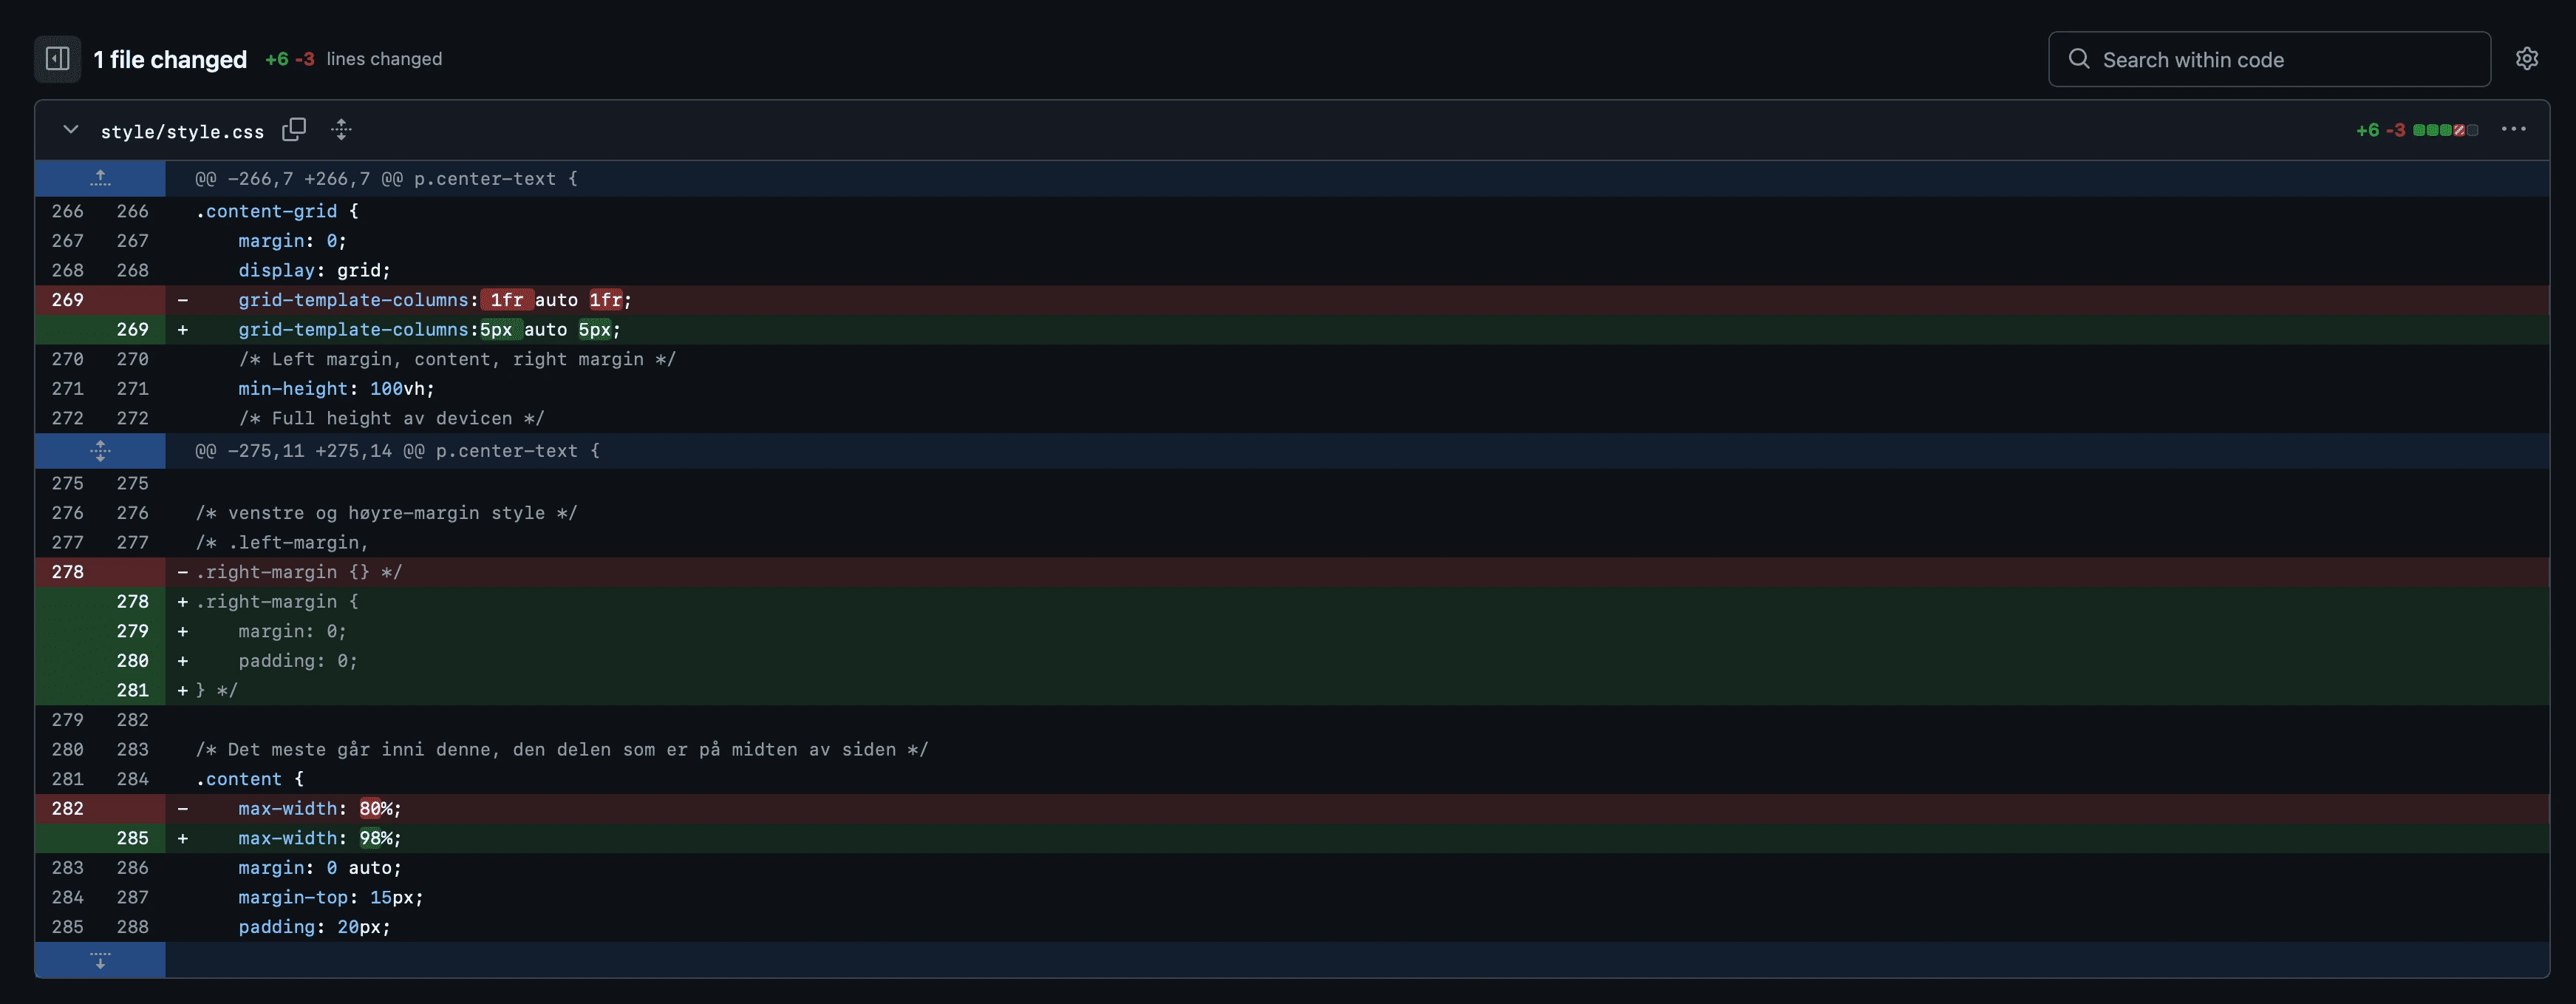 1 file changed +6 -3 lines changed
Search within code
style/style.css
+6 -3
@@ -266,7 +266,7 @@ p.center-text {
266 266 .content-grid {
267 267     margin: 0;
268 268     display: grid;
269 -     grid-template-columns: 1fr auto 1fr;
269 +     grid-template-columns:5px auto 5px;
270 270     /* Left margin, content, right margin */
271 271     min-height: 100vh;
272 272     /* Full height av devicen */
@@ -275,11 +275,14 @@ p.center-text {
275 275
276 276 /* venstre og høyre-margin style */
277 277 /* .left-margin,
278 - .right-margin {} */
278 + .right-margin {
279 +     margin: 0;
280 +     padding: 0;
281 + } */
279 282
280 283 /* Det meste går inni denne, den delen som er på midten av siden */
281 284 .content {
282 -     max-width: 80%;
285 +     max-width: 98%;
283 286     margin: 0 auto;
284 287     margin-top: 15px;
285 288     padding: 20px;